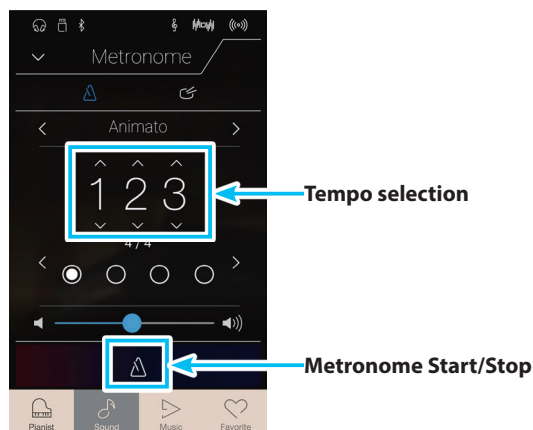 Metronome
Animato
1 2 3
Tempo selection
4 / 4
Metronome Start/Stop
Pianist
Sound
Music
Favorite